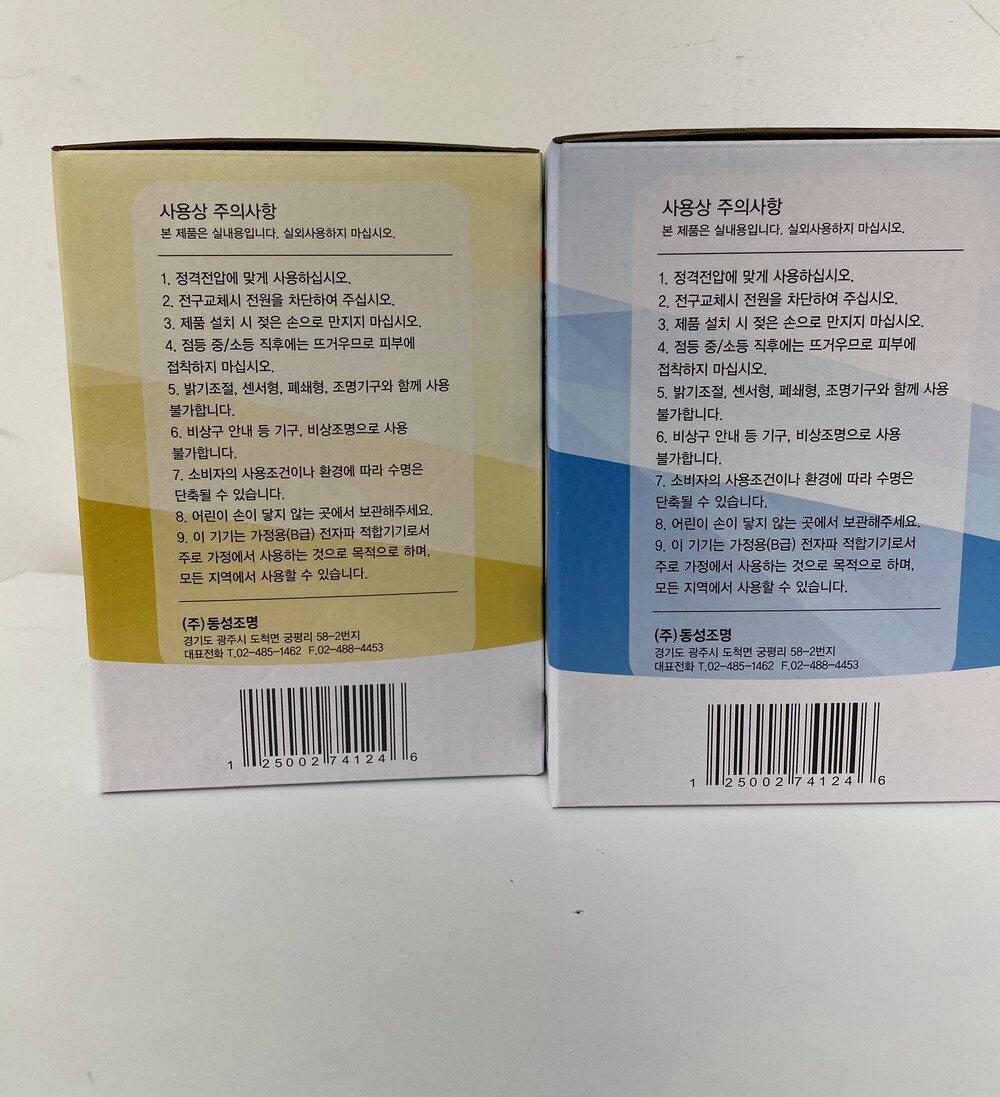 사용상 주의사항
본 제품은 실내용입니다. 실외사용하지 마십시오.
1. 정격전압에 맞게 사용하십시오.
2. 전구교체시 전원을 차단하여 주십시오.
3. 제품 설치 시 젖은 손으로 만지지 마십시오.
4. 점등 중/소등 직후에는 뜨거우므로 피부에
접착하지 마십시오.
5. 밝기조절, 센서형, 폐쇄형, 조명기구와 함께 사용
불가합니다.
6. 비상구 안내 등 기구, 비상조명으로 사용
불가합니다.
7. 소비자의 사용조건이나 환경에 따라 수명은
단축될 수 있습니다.
8. 어린이 손이 닿지 않는 곳에서 보관해주세요.
9. 이 기기는 가정용(B급) 전자파 적합기기로서
주로 가정에서 사용하는 것으로 목적으로 하며,
모든 지역에서 사용할 수 있습니다.
(주)동성조명
경기도 광주시 도척면 궁평리 58-2번지
대표전화 T.02-485-1462 F.02-488-4453
1 25002 74124 6
사용상 주의사항
본 제품은 실내용입니다. 실외사용하지 마십시오.
1. 정격전압에 맞게 사용하십시오.
2. 전구교체시 전원을 차단하여 주십시오.
3. 제품 설치 시 젖은 손으로 만지지 마십시오.
4. 점등 중/소등 직후에는 뜨거우므로 피부에
접착하지 마십시오.
5. 밝기조절, 센서형, 폐쇄형, 조명기구와 함께 사용
불가합니다.
6. 비상구 안내 등 기구, 비상조명으로 사용
불가합니다.
7. 소비자의 사용조건이나 환경에 따라 수명은
단축될 수 있습니다.
8. 어린이 손이 닿지 않는 곳에서 보관해주세요.
9. 이 기기는 가정용(B급) 전자파 적합기기로서
주로 가정에서 사용하는 것으로 목적으로 하며,
모든 지역에서 사용할 수 있습니다.
(주)동성조명
경기도 광주시 도척면 궁평리 58-2번지
대표전화 T.02-485-1462 F.02-488-4453
1 25002 74124 6